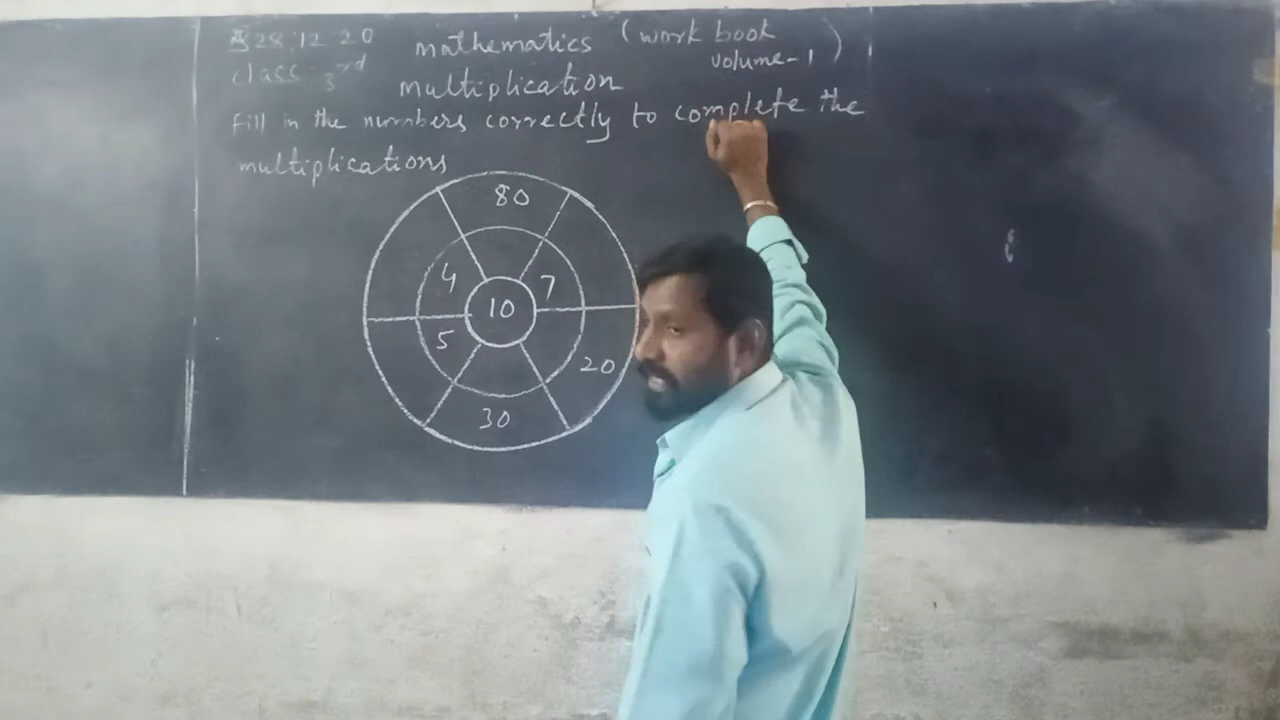 28.12.20 mathematics (work book
volume-1)
class 3rd multiplication
fill in the numbers correctly to complete the
multiplications
80
4 7
10
5
20
30